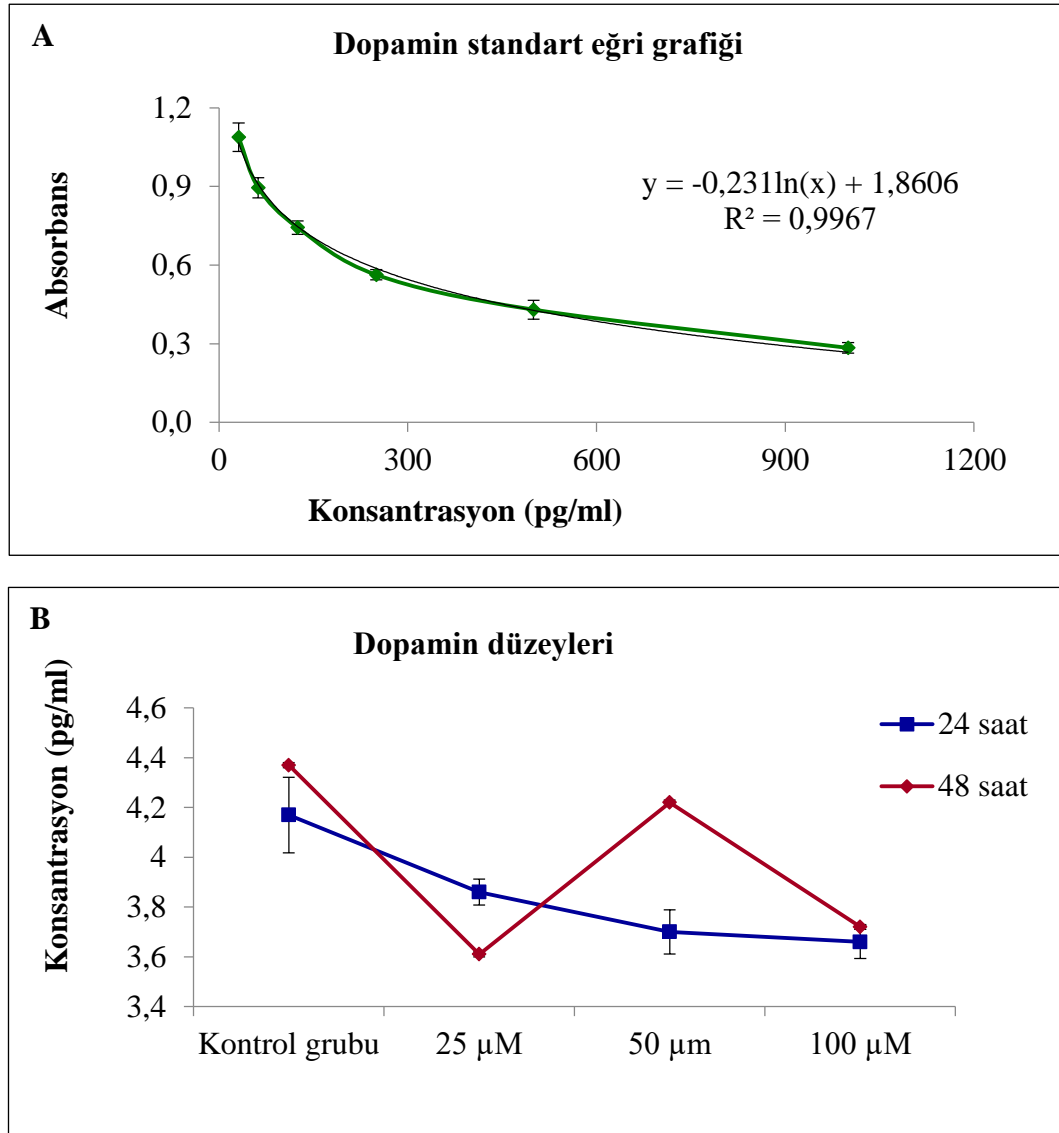 A
Dopamin standart eğri grafiği
Absorbans
1,2
0,9
0,6
0,3
0,0
y = -0,231ln(x) + 1,8606
R² = 0,9967
0 300 600 900 1200
Konsantrasyon (pg/ml)
B
Dopamin düzeyleri
Konsantrasyon (pg/ml)
4,6
4,4
4,2
4
3,8
3,6
3,4
24 saat
48 saat
Kontrol grubu 25 µM 50 µm 100 µM